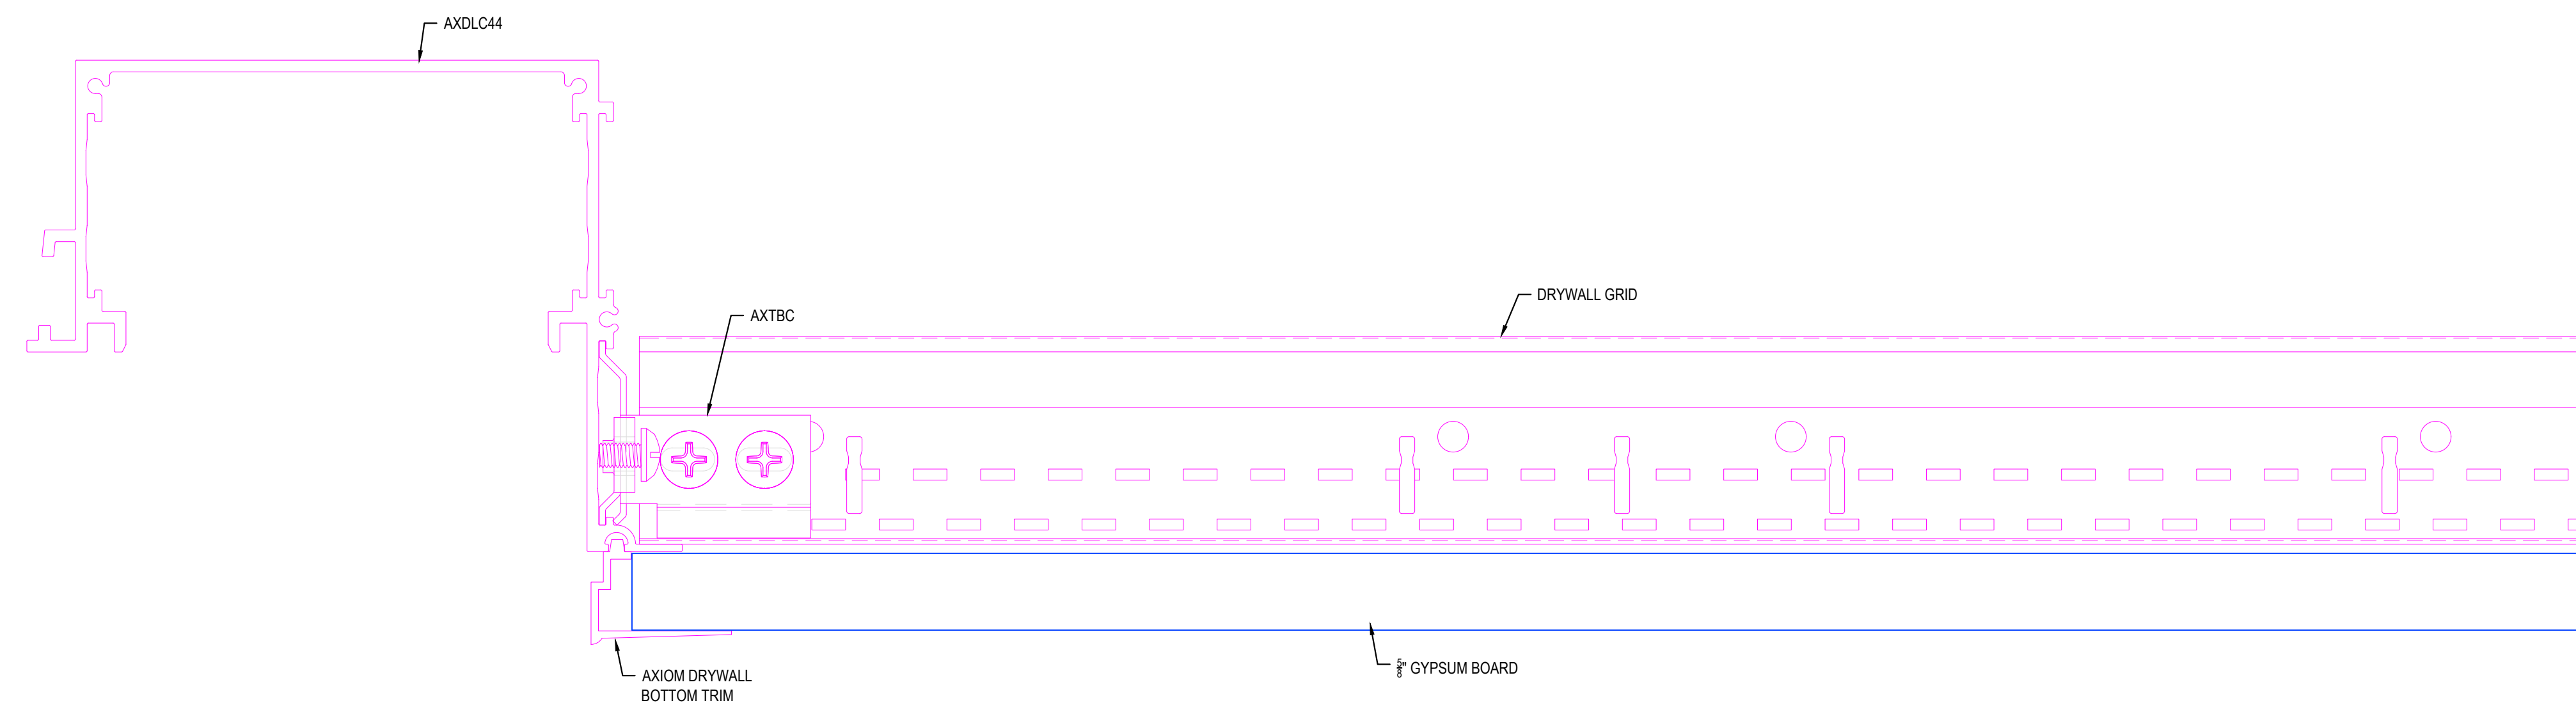 AXDLC44
DRYWALL GRID
AXTBC
5/8" GYPSUM BOARD
AXIOM DRYWALL
BOTTOM TRIM